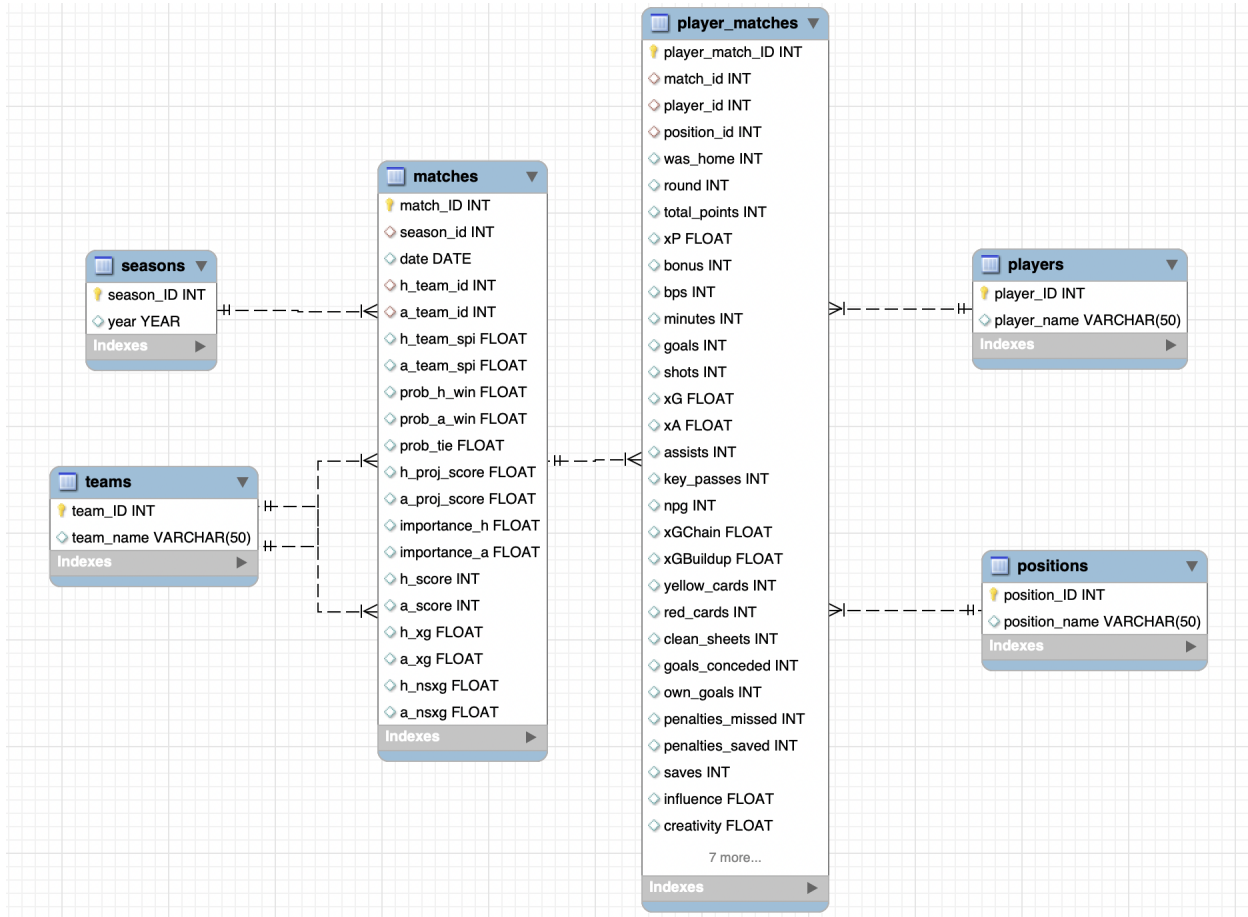 seasons
season_ID INT
year YEAR
Indexes
teams
team_ID INT
team_name VARCHAR(50)
Indexes
matches
match_ID INT
season_id INT
date DATE
h_team_id INT
a_team_id INT
h_team_spi FLOAT
a_team_spi FLOAT
prob_h_win FLOAT
prob_a_win FLOAT
prob_tie FLOAT
h_proj_score FLOAT
a_proj_score FLOAT
importance_h FLOAT
importance_a FLOAT
h_score INT
a_score INT
h_xg FLOAT
a_xg FLOAT
h_nsxg FLOAT
a_nsxg FLOAT
Indexes
player_matches
player_match_ID INT
match_id INT
player_id INT
position_id INT
was_home INT
round INT
total_points INT
xP FLOAT
bonus INT
bps INT
minutes INT
goals INT
shots INT
xG FLOAT
xA FLOAT
assists INT
key_passes INT
npg INT
xGChain FLOAT
xGBuildup FLOAT
yellow_cards INT
red_cards INT
clean_sheets INT
goals_conceded INT
own_goals INT
penalties_missed INT
penalties_saved INT
saves INT
influence FLOAT
creativity FLOAT
7 more...
Indexes
players
player_ID INT
player_name VARCHAR(50)
Indexes
positions
position_ID INT
position_name VARCHAR(50)
Indexes